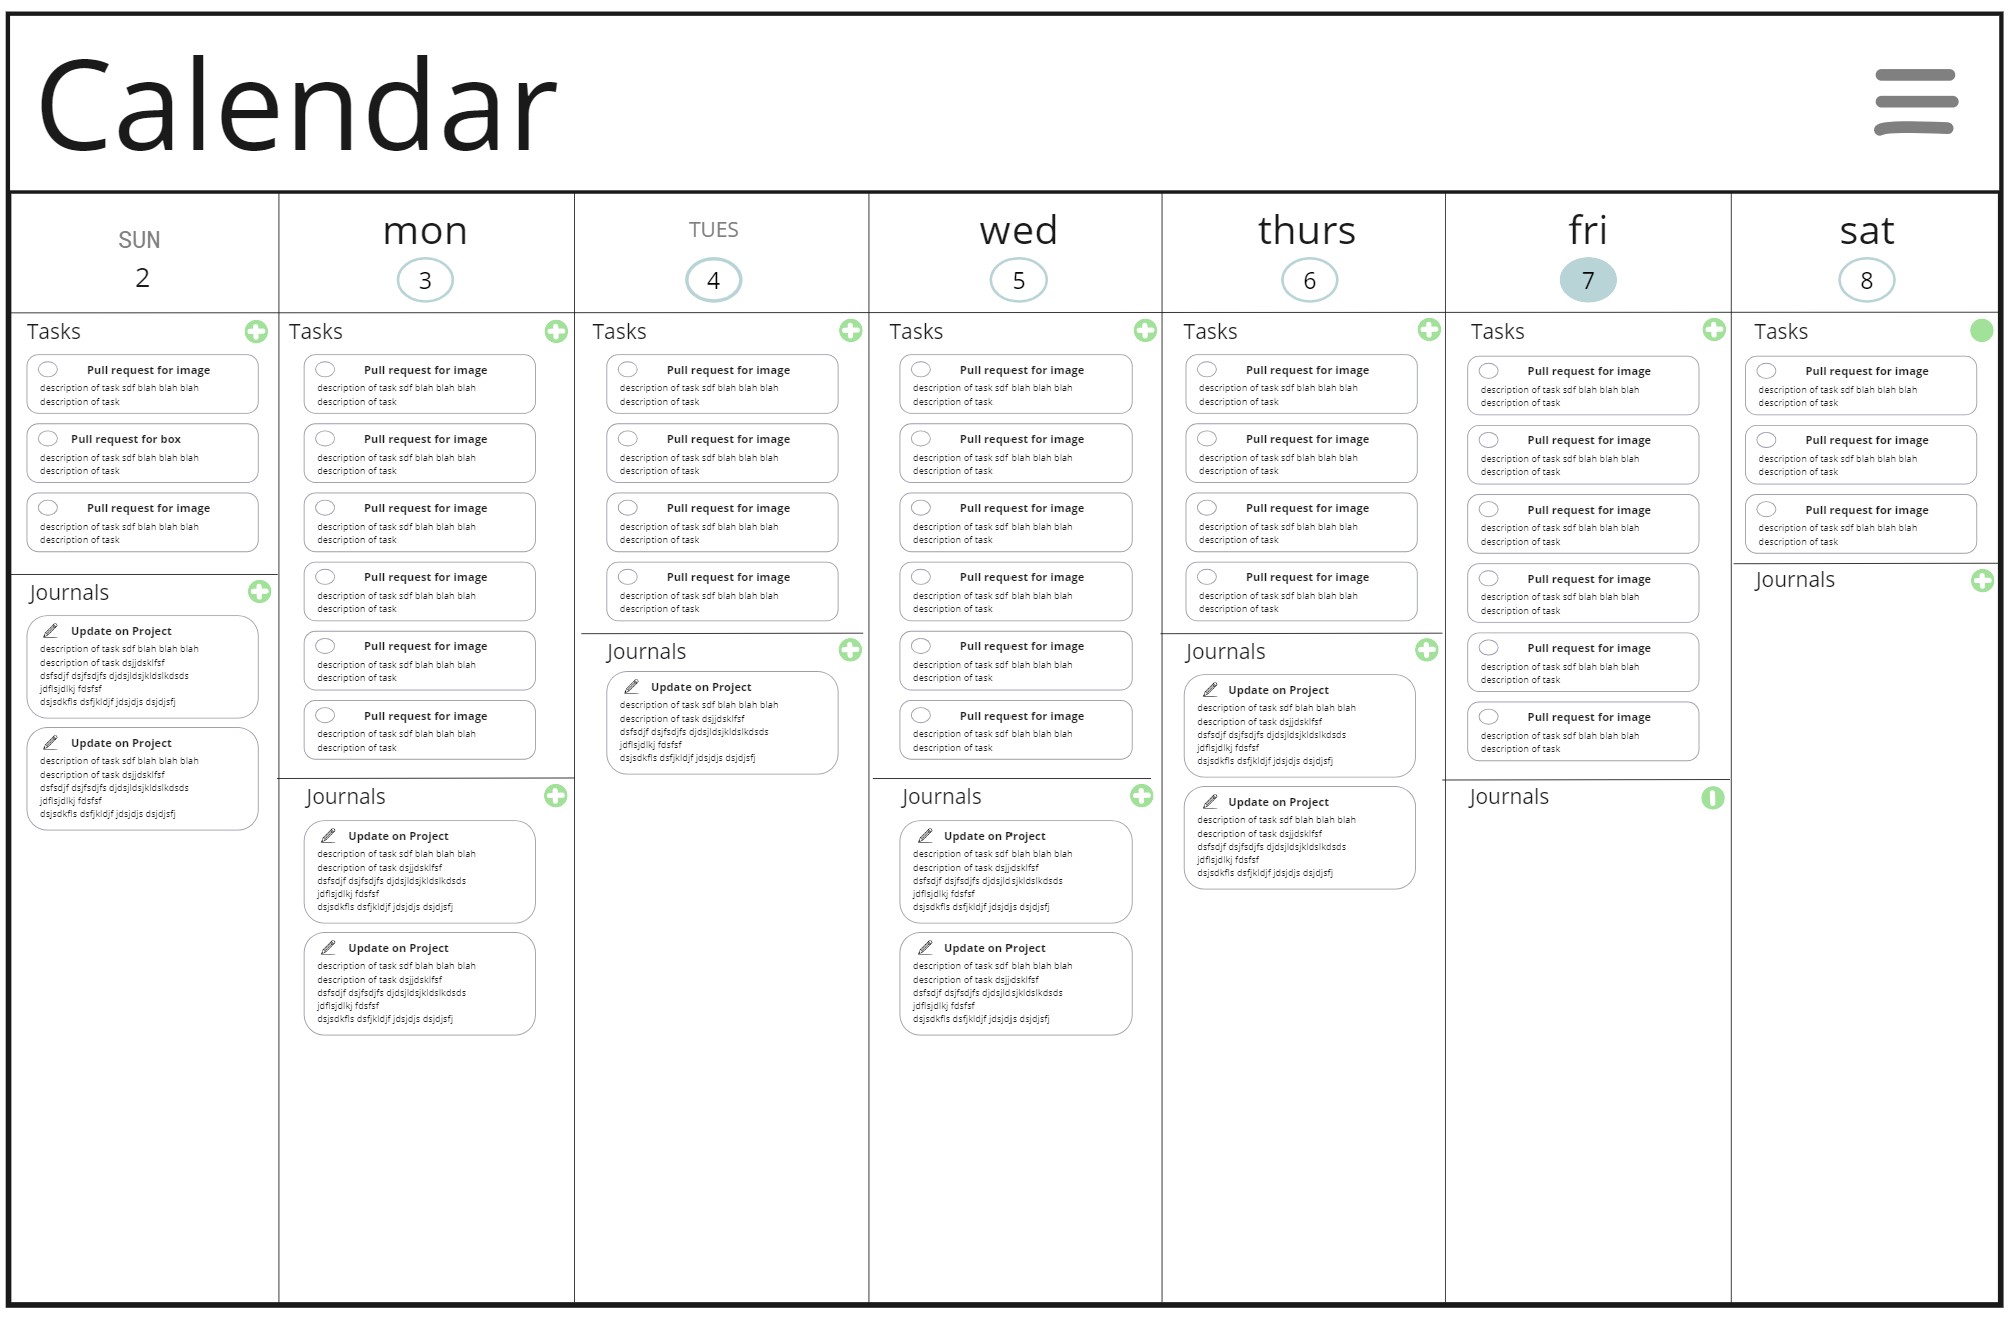 Calendar
SUN
2
Tasks
Pull request for image
description of task sdf blah blah blah
description of task
Pull request for box
description of task sdf blah blah blah
description of task
Pull request for image
description of task sdf blah blah blah
description of task
Journals
Update on Project
description of task sdf blah blah blah
description of task dsjjdsklfsf
dsfsdjf dsjfsdjfs djdsjldsjkldslkdsds
jdflsjdlkj fdsfsf
dsjsdkfls dsfjkldjf jdsjdjs dsjdjsfj
Update on Project
description of task sdf blah blah blah
description of task dsjjdsklfsf
dsfsdjf dsjfsdjfs djdsjldsjkldslkdsds
jdflsjdlkj fdsfsf
dsjsdkfls dsfjkldjf jdsjdjs dsjdjsfj
mon
3
Tasks
Pull request for image
description of task sdf blah blah blah
description of task
Pull request for image
description of task sdf blah blah blah
description of task
Pull request for image
description of task sdf blah blah blah
description of task
Pull request for image
description of task sdf blah blah blah
description of task
Pull request for image
description of task sdf blah blah blah
description of task
Pull request for image
description of task sdf blah blah blah
description of task
Journals
Update on Project
description of task sdf blah blah blah
description of task dsjjdsklfsf
dsfsdjf dsjfsdjfs djdsjldsjkldslkdsds
jdflsjdlkj fdsfsf
dsjsdkfls dsfjkldjf jdsjdjs dsjdjsfj
Update on Project
description of task sdf blah blah blah
description of task dsjjdsklfsf
dsfsdjf dsjfsdjfs djdsjldsjkldslkdsds
jdflsjdlkj fdsfsf
dsjsdkfls dsfjkldjf jdsjdjs dsjdjsfj
TUES
4
Tasks
Pull request for image
description of task sdf blah blah blah
description of task
Pull request for image
description of task sdf blah blah blah
description of task
Pull request for image
description of task sdf blah blah blah
description of task
Pull request for image
description of task sdf blah blah blah
description of task
Journals
Update on Project
description of task sdf blah blah blah
description of task dsjjdsklfsf
dsfsdjf dsjfsdjfs djdsjldsjkldslkdsds
jdflsjdlkj fdsfsf
dsjsdkfls dsfjkldjf jdsjdjs dsjdjsfj
wed
5
Tasks
Pull request for image
description of task sdf blah blah blah
description of task
Pull request for image
description of task sdf blah blah blah
description of task
Pull request for image
description of task sdf blah blah blah
description of task
Pull request for image
description of task sdf blah blah blah
description of task
Pull request for image
description of task sdf blah blah blah
description of task
Pull request for image
description of task sdf blah blah blah
description of task
Journals
Update on Project
description of task sdf blah blah blah
description of task dsjjdsklfsf
dsfsdjf dsjfsdjfs djdsjldsjkldslkdsds
jdflsjdlkj fdsfsf
dsjsdkfls dsfjkldjf jdsjdjs dsjdjsfj
Update on Project
description of task sdf blah blah blah
description of task dsjjdsklfsf
dsfsdjf dsjfsdjfs djdsjldsjkldslkdsds
jdflsjdlkj fdsfsf
dsjsdkfls dsfjkldjf jdsjdjs dsjdjsfj
thurs
6
Tasks
Pull request for image
description of task sdf blah blah blah
description of task
Pull request for image
description of task sdf blah blah blah
description of task
Pull request for image
description of task sdf blah blah blah
description of task
Pull request for image
description of task sdf blah blah blah
description of task
Journals
Update on Project
description of task sdf blah blah blah
description of task dsjjdsklfsf
dsfsdjf dsjfsdjfs djdsjldsjkldslkdsds
jdflsjdlkj fdsfsf
dsjsdkfls dsfjkldjf jdsjdjs dsjdjsfj
Update on Project
description of task sdf blah blah blah
description of task dsjjdsklfsf
dsfsdjf dsjfsdjfs djdsjldsjkldslkdsds
jdflsjdlkj fdsfsf
dsjsdkfls dsfjkldjf jdsjdjs dsjdjsfj
fri
7
Tasks
Pull request for image
description of task sdf blah blah blah
description of task
Pull request for image
description of task sdf blah blah blah
description of task
Pull request for image
description of task sdf blah blah blah
description of task
Pull request for image
description of task sdf blah blah blah
description of task
Pull request for image
description of task sdf blah blah blah
description of task
Pull request for image
description of task sdf blah blah blah
description of task
Journals
sat
8
Tasks
Pull request for image
description of task sdf blah blah blah
description of task
Pull request for image
description of task sdf blah blah blah
description of task
Pull request for image
description of task sdf blah blah blah
description of task
Journals